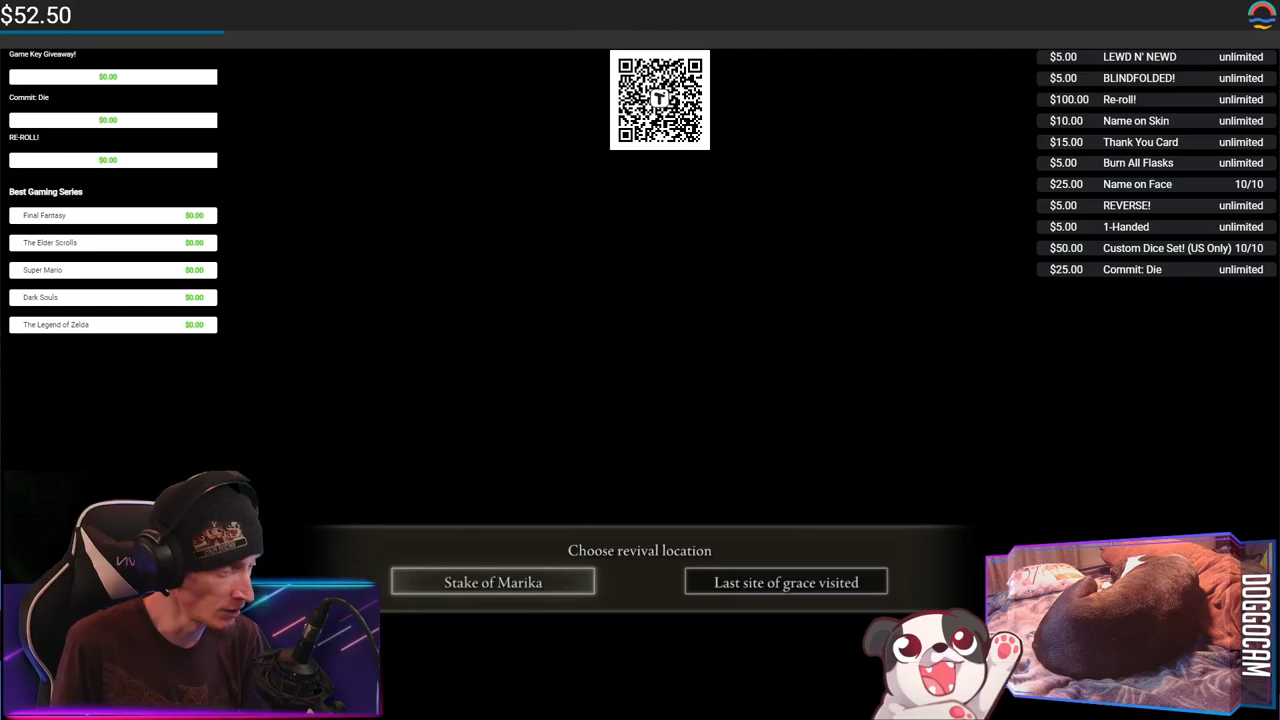 $52.50
Game Key Giveaway!
$0.00
Commit: Die
$0.00
RE-ROLL!
$0.00
Best Gaming Series
Final Fantasy $0.00
The Elder Scrolls $0.00
Super Mario $0.00
Dark Souls $0.00
The Legend of Zelda $0.00
T
$5.00 LEWD N' NEWD unlimited
$5.00 BLINDFOLDED! unlimited
$100.00 Re-roll! unlimited
$10.00 Name on Skin unlimited
$15.00 Thank You Card unlimited
$5.00 Burn All Flasks unlimited
$25.00 Name on Face 10/10
$5.00 REVERSE! unlimited
$5.00 1-Handed unlimited
$50.00 Custom Dice Set! (US Only) 10/10
$25.00 Commit: Die unlimited
Choose revival location
Stake of Marika
Last site of grace visited
DOGGOCAM